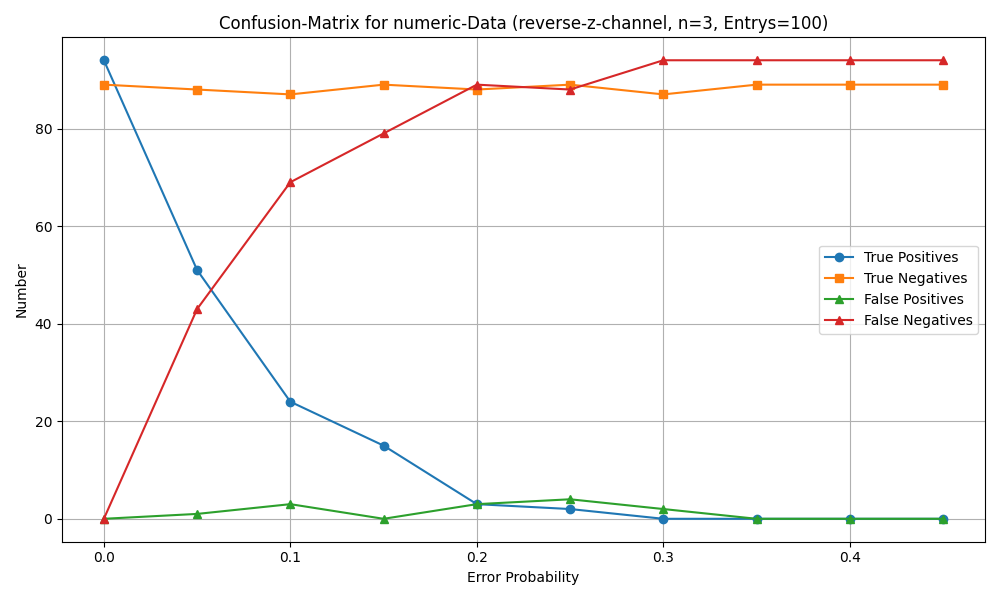 Confusion-Matrix for numeric-Data (reverse-z-channel, n=3, Entrys=100)
Number
80
60
40
20
0
True Positives
True Negatives
False Positives
False Negatives
0.0 0.1 0.2 0.3 0.4
Error Probability